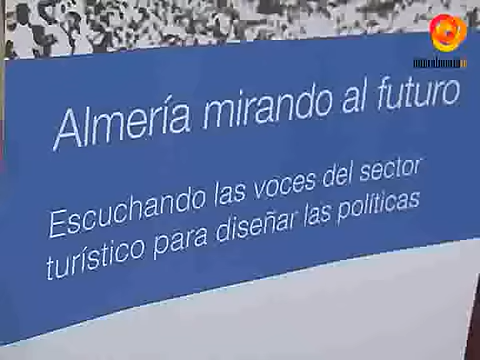 Almería mirando al futuro
Escuchando las voces del sector
turístico para diseñar las políticas